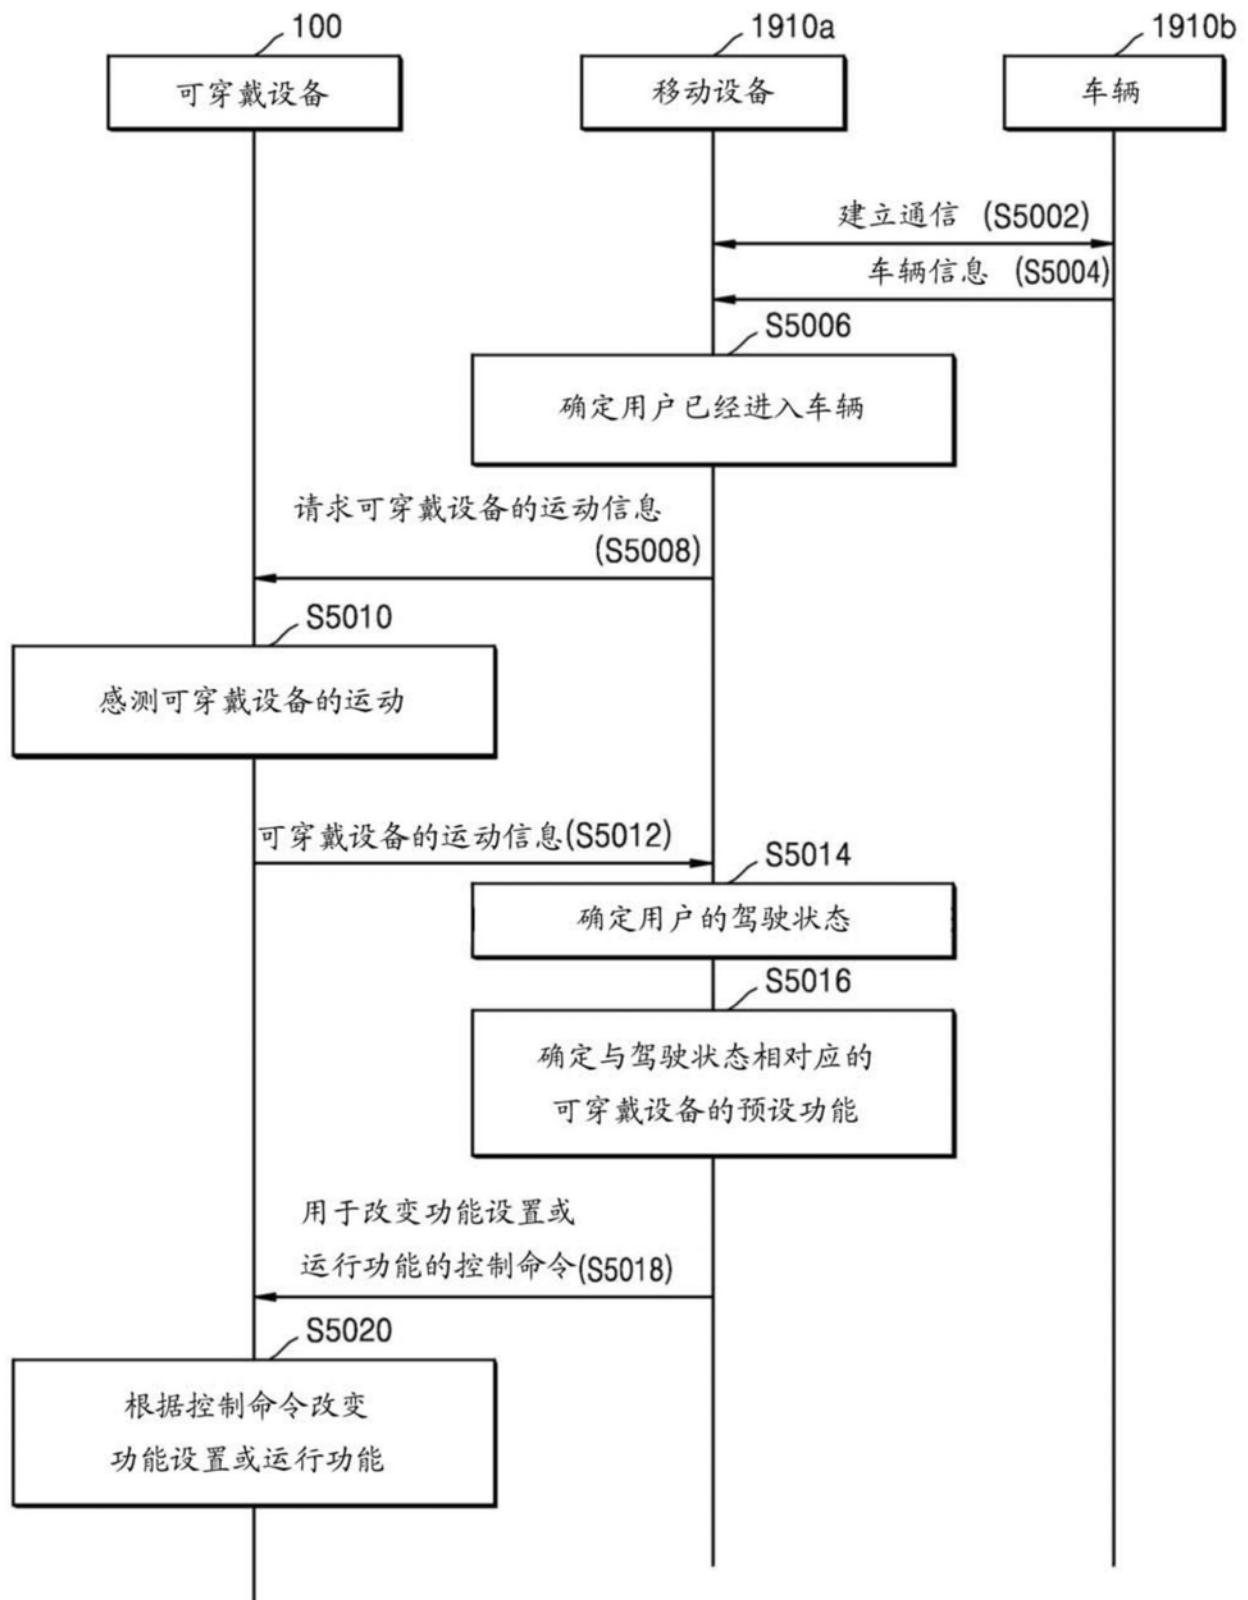 100
1910a
1910b
可穿戴设备
移动设备
车辆
建立通信 (S5002)
车辆信息 (S5004)
S5006
确定用户已经进入车辆
请求可穿戴设备的运动信息
(S5008)
S5010
感测可穿戴设备的运动
可穿戴设备的运动信息(S5012)
S5014
确定用户的驾驶状态
S5016
确定与驾驶状态相对应的
可穿戴设备的预设功能
用于改变功能设置或
运行功能的控制命令(S5018)
S5020
根据控制命令改变
功能设置或运行功能